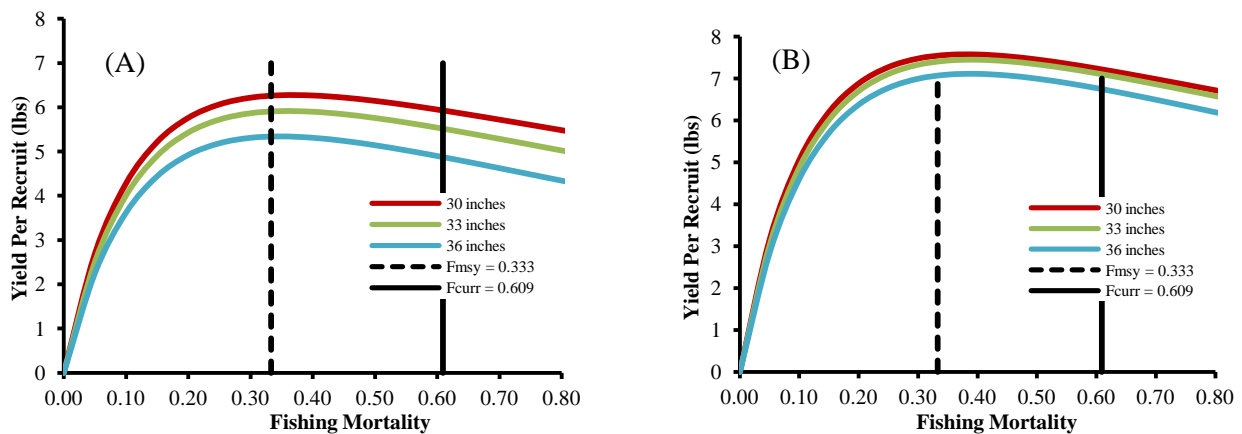 (A)
Yield Per Recruit (lbs)
8
7
6
5
4
3
2
1
0
30 inches
33 inches
36 inches
Fmsy = 0.333
Fcurr = 0.609
0.00 0.10 0.20 0.30 0.40 0.50 0.60 0.70 0.80
Fishing Mortality
(B)
Yield Per Recruit (lbs)
8
7
6
5
4
3
2
1
0
30 inches
33 inches
36 inches
Fmsy = 0.333
Fcurr = 0.609
0.00 0.10 0.20 0.30 0.40 0.50 0.60 0.70 0.80
Fishing Mortality